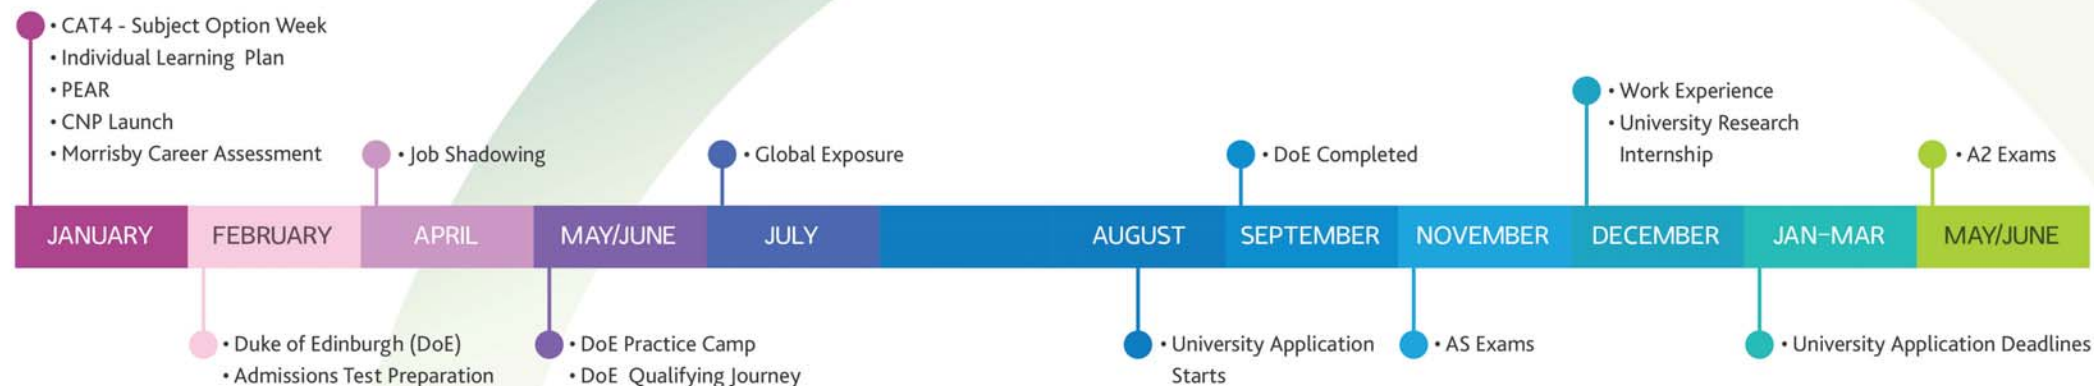 • CAT4 - Subject Option Week
• Individual Learning Plan
• PEAR
• CNP Launch
• Morrisby Career Assessment
• Job Shadowing
• Global Exposure
• DoE Completed
• Work Experience
• University Research
Internship
• A2 Exams
JANUARY
FEBRUARY
APRIL
MAY/JUNE
JULY
AUGUST
SEPTEMBER
NOVEMBER
DECEMBER
JAN-MAR
MAY/JUNE
• Duke of Edinburgh (DoE)
• Admissions Test Preparation
• DoE Practice Camp
• DoE Qualifying Journey
• University Application
Starts
• AS Exams
• University Application Deadlines